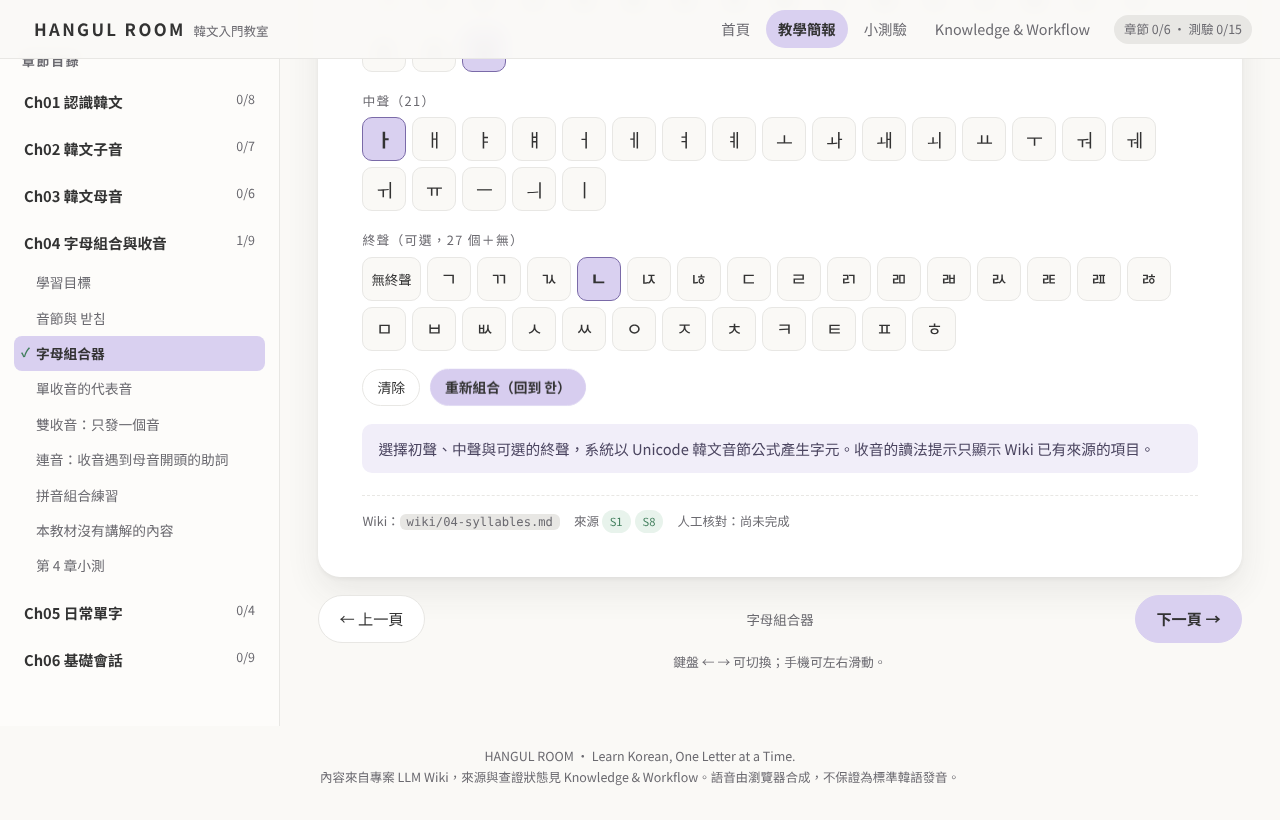 HANGUL ROOM 韓文入門教室
首頁 教學簡報 小測驗 Knowledge & Workflow 章節 0/6 · 測驗 0/15
章節目錄
Ch01 認識韓文 0/8
Ch02 韓文子音 0/7
Ch03 韓文母音 0/6
Ch04 字母組合與收音 1/9
學習目標
音節與 받침
✓ 字母組合器
單收音的代表音
雙收音：只發一個音
連音：收音遇到母音開頭的助詞
拼音組合練習
本教材沒有講解的內容
第 4 章小測
Ch05 日常單字 0/4
Ch06 基礎會話 0/9
中聲（21）
ㅏ ㅐ ㅑ ㅒ ㅓ ㅔ ㅕ ㅖ ㅗ ㅘ ㅙ ㅚ ㅛ ㅜ ㅝ ㅞ
ㅟ ㅠ ㅡ ㅢ ㅣ
終聲（可選，27 個＋無）
無終聲 ㄱ ㄲ ㄳ ㄴ ㄵ ㄶ ㄷ ㄹ ㄺ ㄻ ㄼ ㄽ ㄾ ㄿ ㅀ
ㅁ ㅂ ㅄ ㅅ ㅆ ㅇ ㅈ ㅊ ㅋ ㅌ ㅍ ㅎ
清除 重新組合（回到 한）
選擇初聲、中聲與可選的終聲，系統以 Unicode 韓文音節公式產生字元。收音的讀法提示只顯示 Wiki 已有來源的項目。
Wiki：wiki/04-syllables.md 來源 S1 S8 人工核對：尚未完成
← 上一頁 字母組合器 下一頁 →
鍵盤 ← → 可切換；手機可左右滑動。
HANGUL ROOM · Learn Korean, One Letter at a Time.
內容來自專案 LLM Wiki，來源與查證狀態見 Knowledge & Workflow。語音由瀏覽器合成，不保證為標準韓語發音。